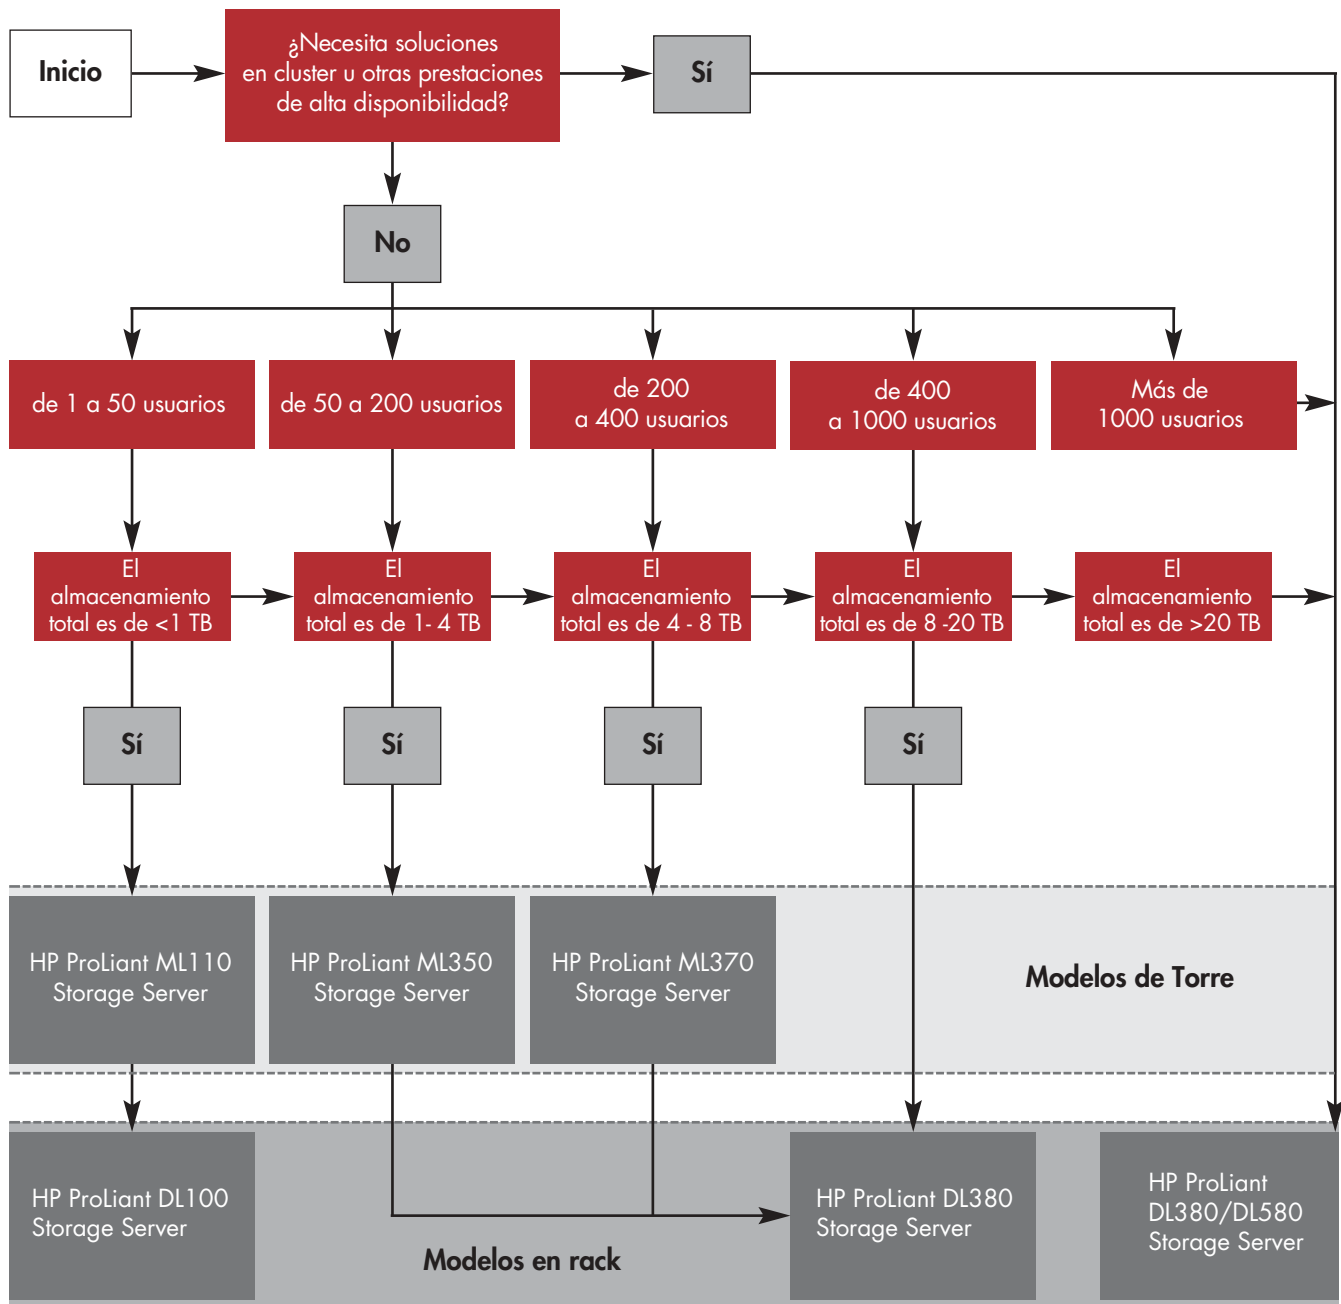 Inicio
¿Necesita soluciones
en cluster u otras prestaciones
de alta disponibilidad?
Sí
No
de 1 a 50 usuarios
de 50 a 200 usuarios
de 200
a 400 usuarios
de 400
a 1000 usuarios
Más de
1000 usuarios
El
almacenamiento
total es de <1 TB
El
almacenamiento
total es de 1- 4 TB
El
almacenamiento
total es de 4 - 8 TB
El
almacenamiento
total es de 8 -20 TB
El
almacenamiento
total es de >20 TB
Sí
Sí
Sí
Sí
HP ProLiant ML110
Storage Server
HP ProLiant ML350
Storage Server
HP ProLiant ML370
Storage Server
Modelos de Torre
HP ProLiant DL100
Storage Server
HP ProLiant DL380
Storage Server
HP ProLiant
DL380/DL580
Storage Server
Modelos en rack